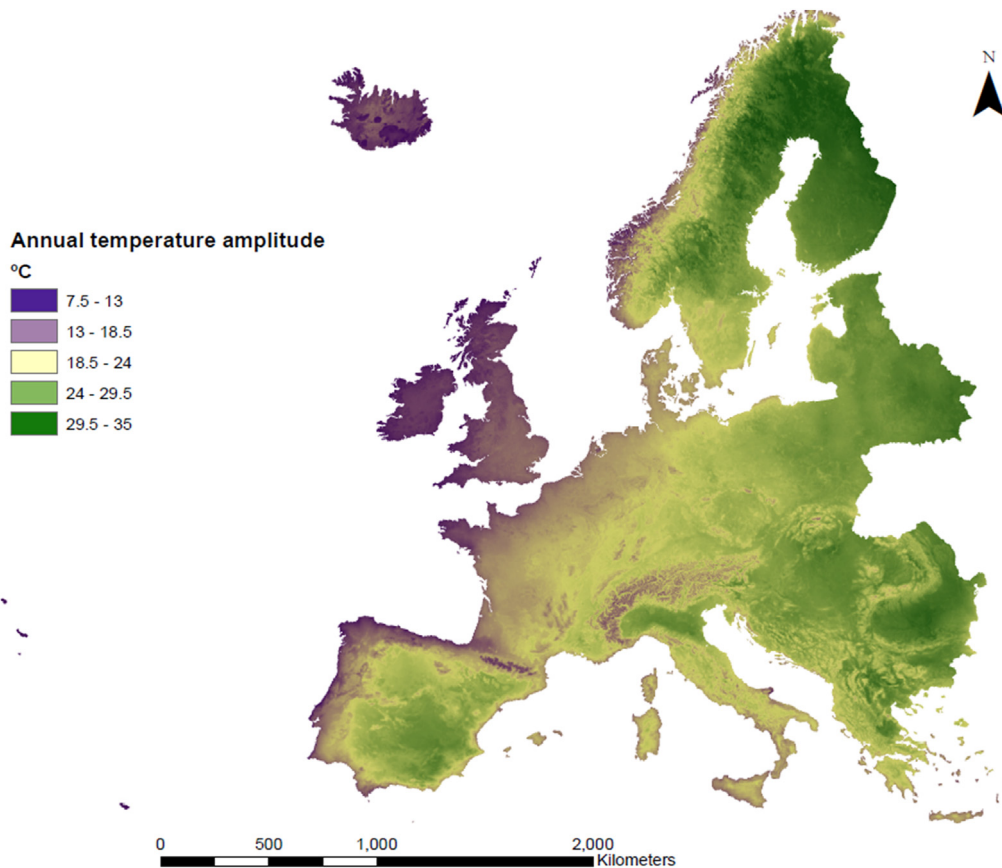 N
Annual temperature amplitude
ºC
7.5 - 13
13 - 18.5
18.5 - 24
24 - 29.5
29.5 - 35
0 500 1,000 2,000
Kilometers